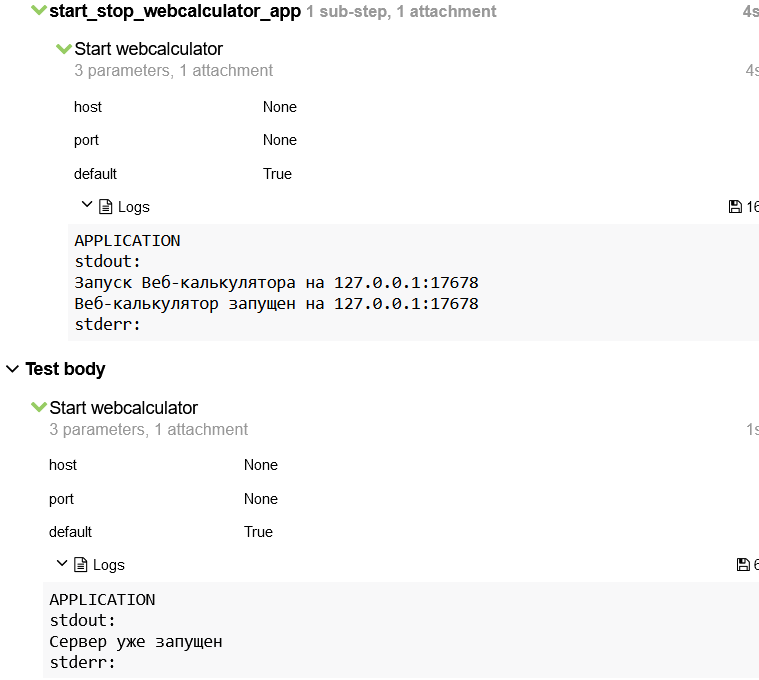 start_stop_webcalculator_app 1 sub-step, 1 attachment 4s
Start webcalculator
3 parameters, 1 attachment 4s
host None
port None
default True
Logs 16
APPLICATION
stdout:
Запуск Веб-калькулятора на 127.0.0.1:17678
Веб-калькулятор запущен на 127.0.0.1:17678
stderr:
Test body
Start webcalculator
3 parameters, 1 attachment 1s
host None
port None
default True
Logs 6
APPLICATION
stdout:
Сервер уже запущен
stderr: